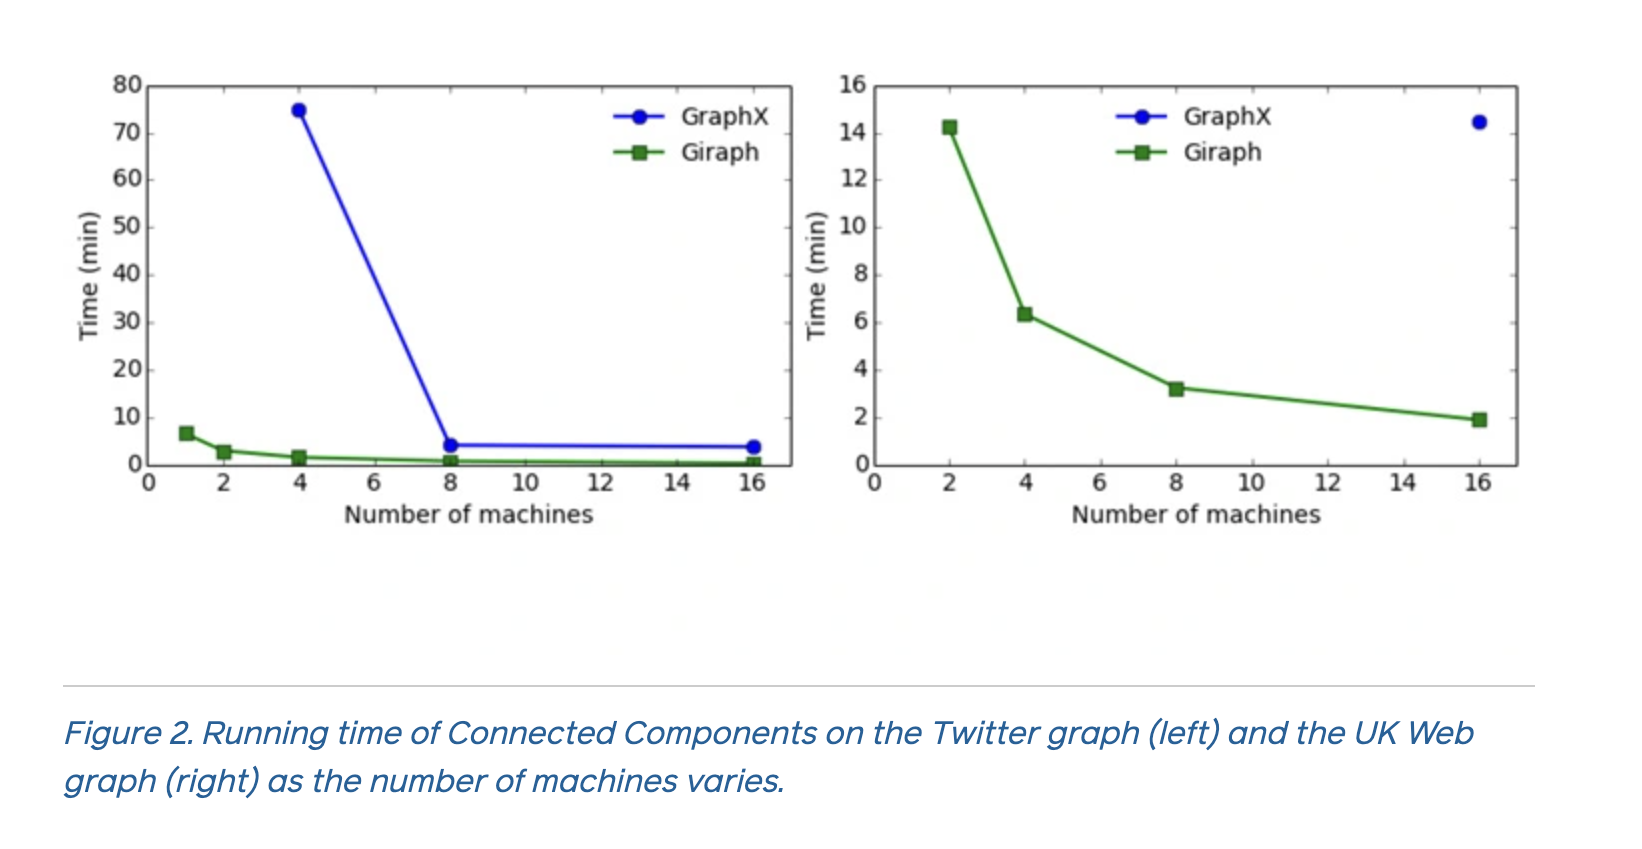 80
70
60
50
40
30
20
10
0
Time (min)
0 2 4 6 8 10 12 14 16
Number of machines
GraphX
Giraph
16
14
12
10
8
6
4
2
0
Time (min)
0 2 4 6 8 10 12 14 16
Number of machines
GraphX
Giraph
Figure 2. Running time of Connected Components on the Twitter graph (left) and the UK Web
graph (right) as the number of machines varies.